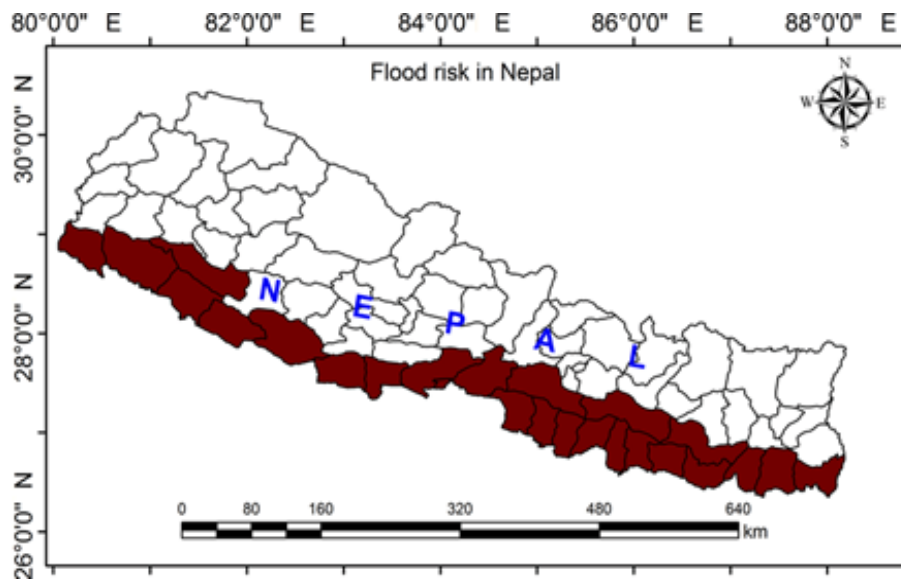 80°0'0" E 82°0'0" E 84°0'0" E 86°0'0" E 88°0'0" E
Flood risk in Nepal
N
W E
S
30°0'0" N
28°0'0" N
26°0'0" N
N E P A L
0 40 80 160 320 480 640
km